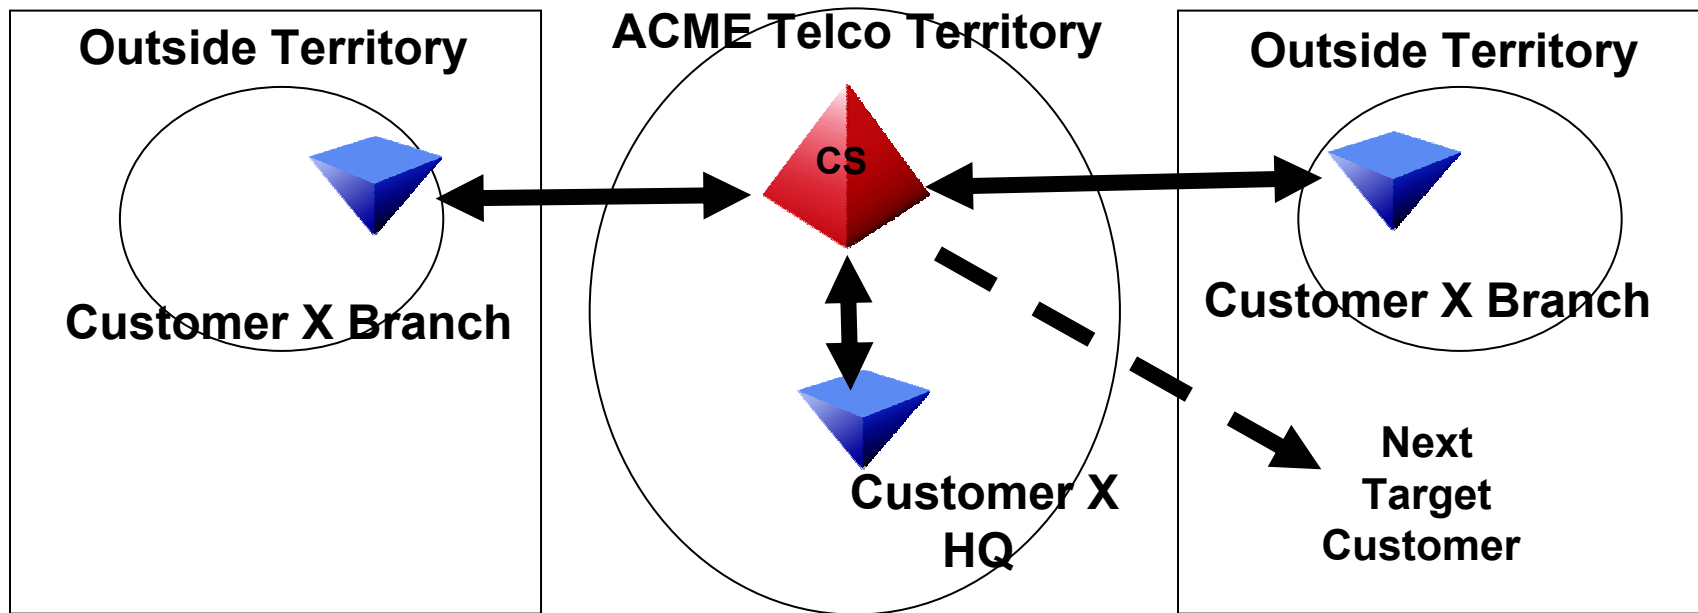 Outside Territory
ACME Telco Territory
Outside Territory
CS
Customer X Branch
Customer X Branch
Customer X
HQ
Next
Target
Customer